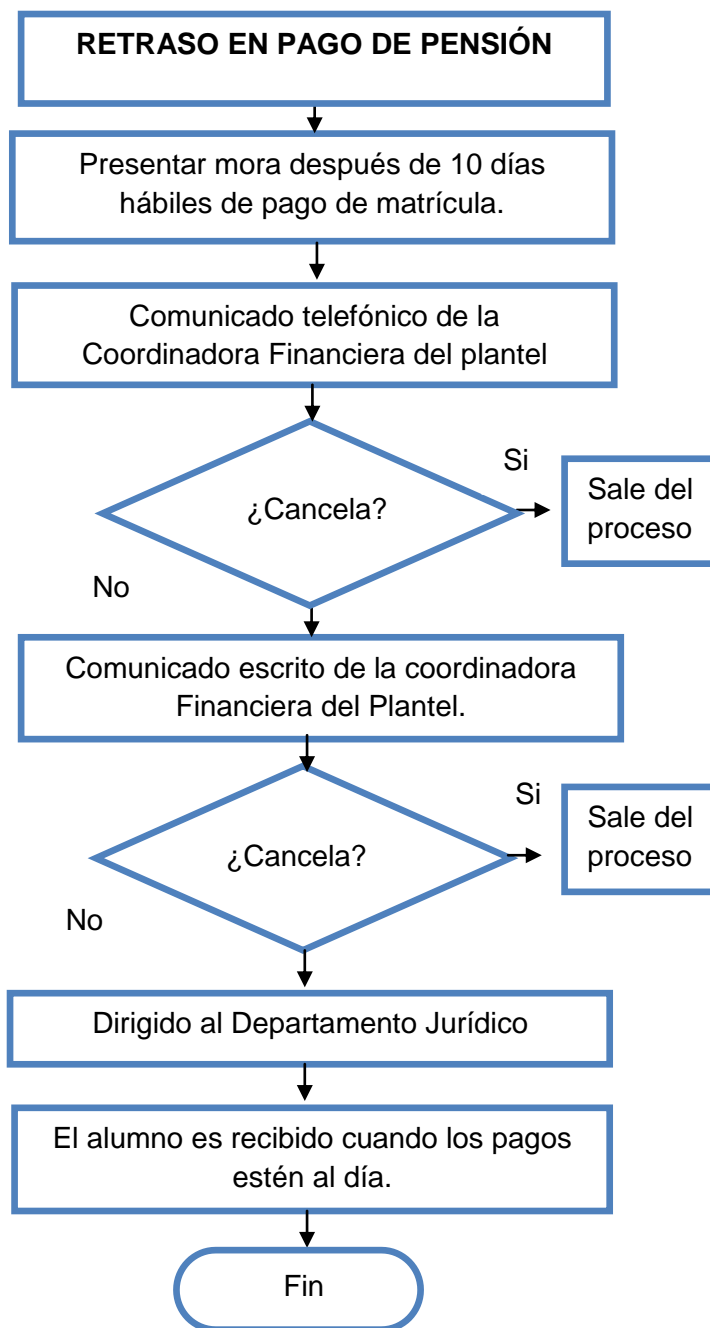 RETRASO EN PAGO DE PENSIÓN
Presentar mora después de 10 días
hábiles de pago de matrícula.
Comunicado telefónico de la
Coordinadora Financiera del plantel
¿Cancela?
Si
Sale del
proceso
No
Comunicado escrito de la coordinadora
Financiera del Plantel.
¿Cancela?
Si
Sale del
proceso
No
Dirigido al Departamento Jurídico
El alumno es recibido cuando los pagos
estén al día.
Fin